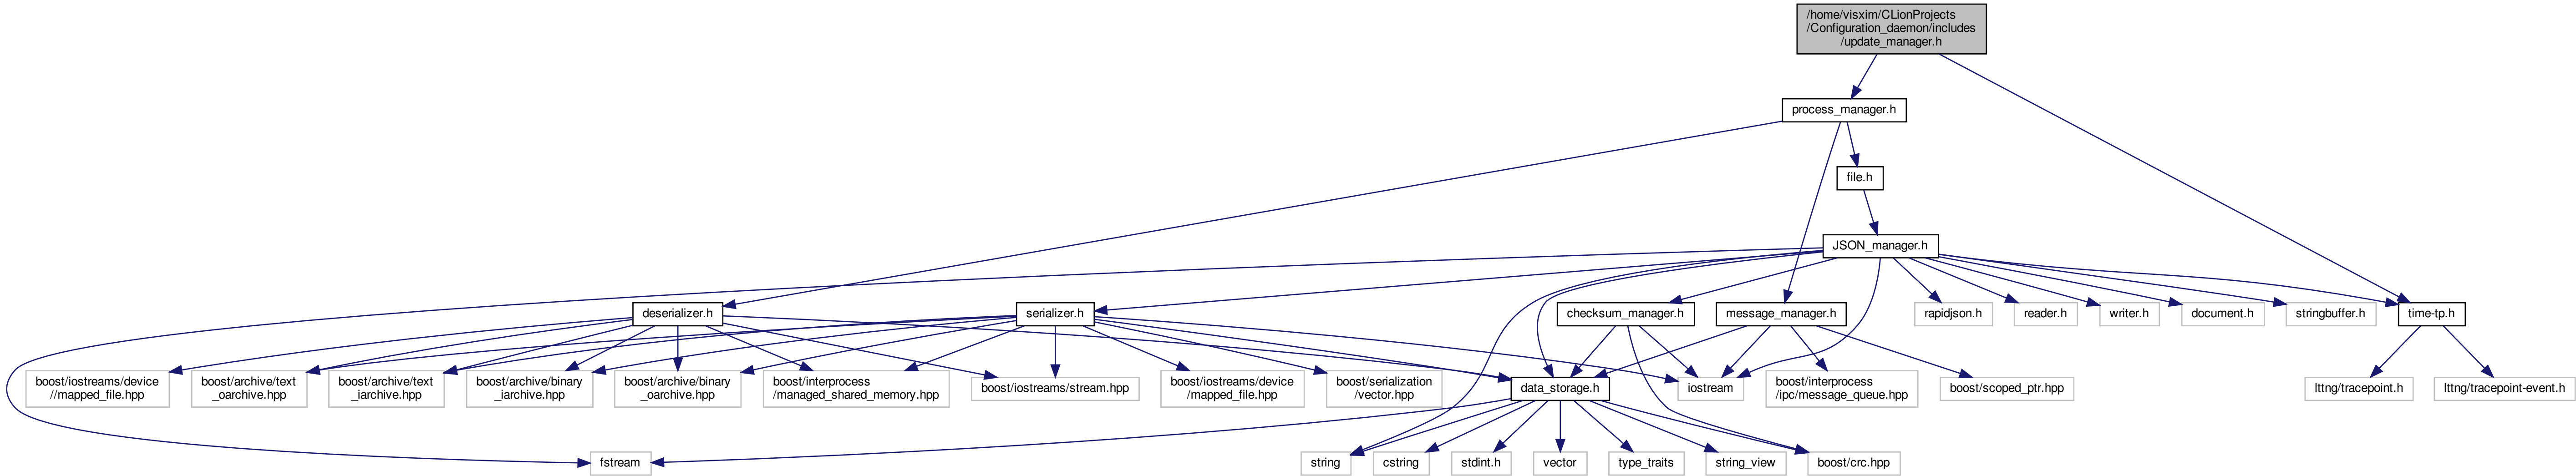 /home/visxim/CLionProjects
/Configuration_daemon/includes
/update_manager.h
process_manager.h
file.h
JSON_manager.h
deserializer.h
serializer.h
checksum_manager.h
message_manager.h
rapidjson.h
reader.h
writer.h
document.h
stringbuffer.h
time-tp.h
boost/iostreams/device
//mapped_file.hpp
boost/archive/text
_oarchive.hpp
boost/archive/text
_iarchive.hpp
boost/archive/binary
_iarchive.hpp
boost/archive/binary
_oarchive.hpp
boost/interprocess
/managed_shared_memory.hpp
boost/iostreams/stream.hpp
boost/iostreams/device
/mapped_file.hpp
boost/serialization
/vector.hpp
data_storage.h
iostream
boost/interprocess
/ipc/message_queue.hpp
boost/scoped_ptr.hpp
lttng/tracepoint.h
lttng/tracepoint-event.h
fstream
string
cstring
stdint.h
vector
type_traits
string_view
boost/crc.hpp